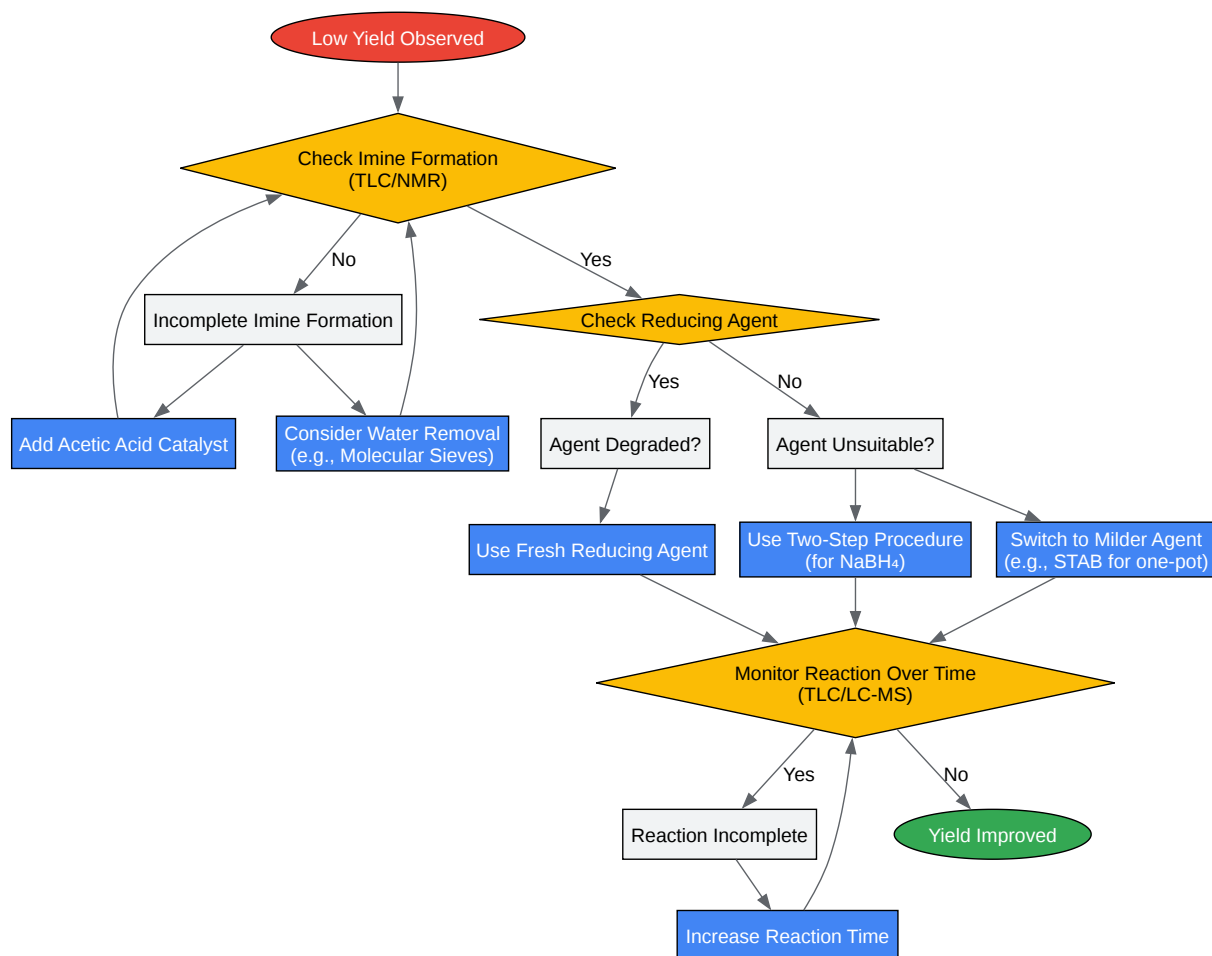 Low Yield Observed
Check Imine Formation
(TLC/NMR)
No
Yes
Incomplete Imine Formation
Check Reducing Agent
Yes
No
Add Acetic Acid Catalyst
Consider Water Removal
(e.g., Molecular Sieves)
Agent Degraded?
Agent Unsuitable?
Use Fresh Reducing Agent
Use Two-Step Procedure
(for NaBH₄)
Switch to Milder Agent
(e.g., STAB for one-pot)
Monitor Reaction Over Time
(TLC/LC-MS)
Yes
No
Reaction Incomplete
Yield Improved
Increase Reaction Time